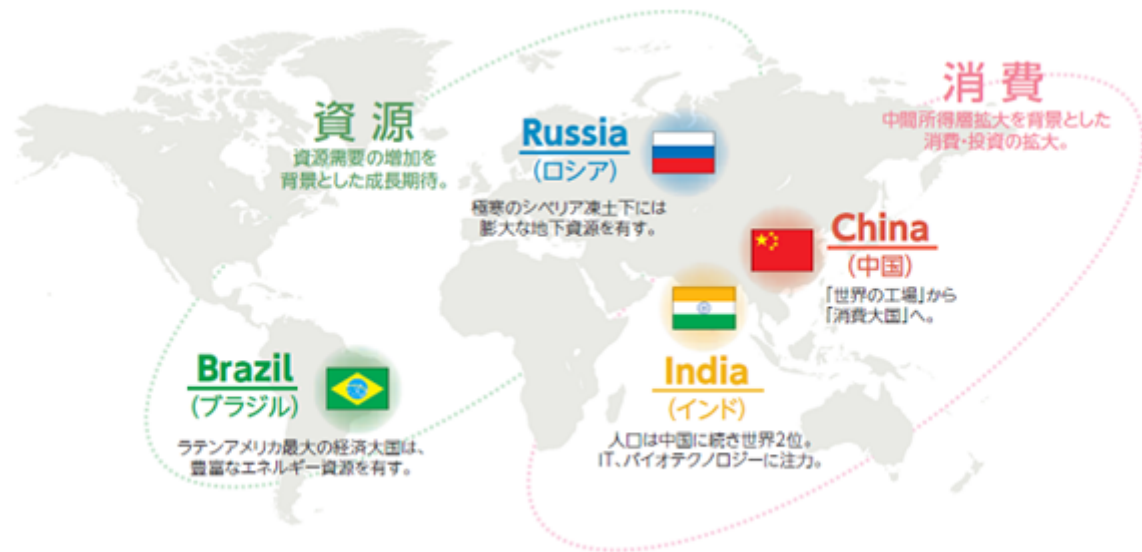 資源
資源需要の増加を
背景とした成長期待。
消費
中間所得層拡大を背景とした
消費・投資の拡大。
Russia
(ロシア)
極寒のシベリア凍土下には
膨大な地下資源を有す。
China
(中国)
「世界の工場」から
「消費大国」へ。
India
(インド)
人口は中国に続き世界2位。
IT、バイオテクノロジーに注力。
Brazil
(ブラジル)
ラテンアメリカ最大の経済大国は、
豊富なエネルギー資源を有す。